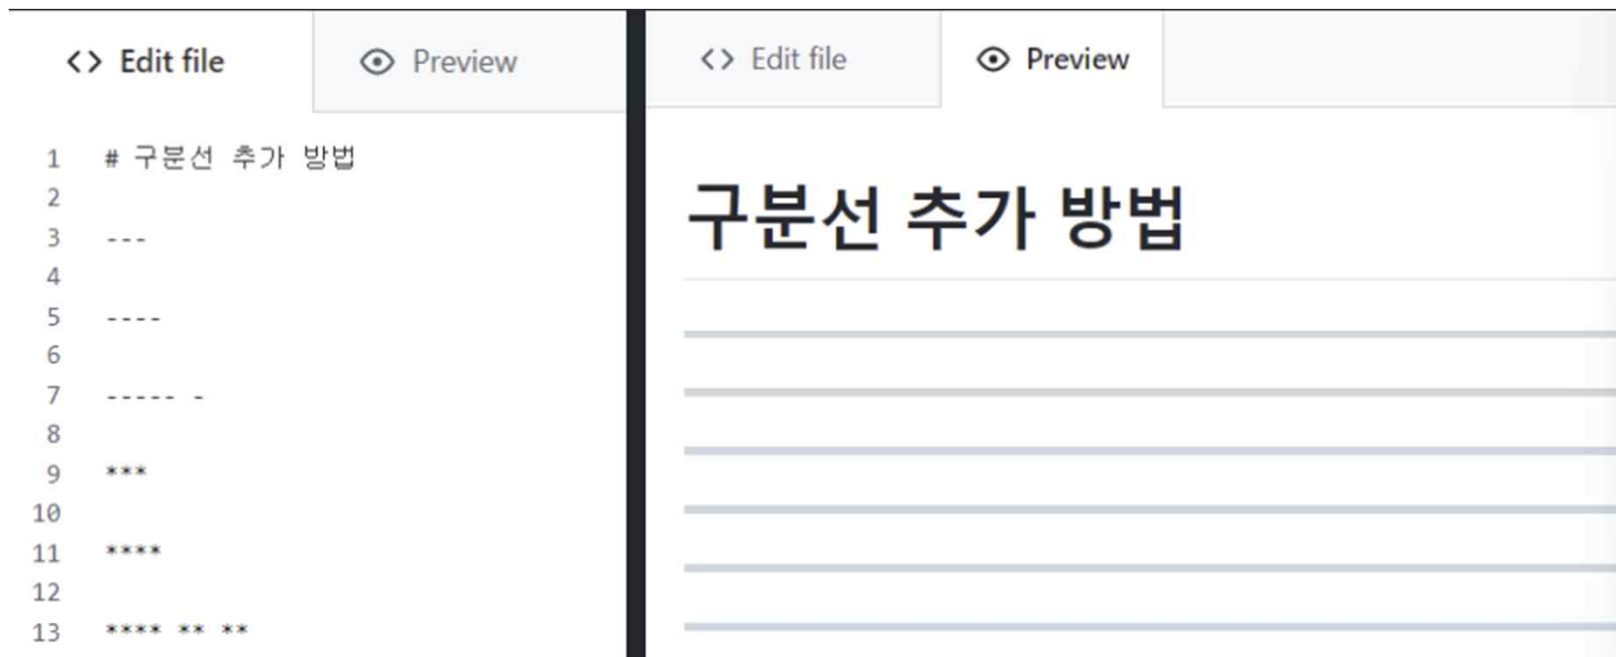 Edit file
Preview
1 # 구분선 추가 방법
2
3 ---
4
5 ----
6
7 ----- -
8
9 ***
10
11 ****
12
13 **** ** **
Edit file
Preview
구분선 추가 방법